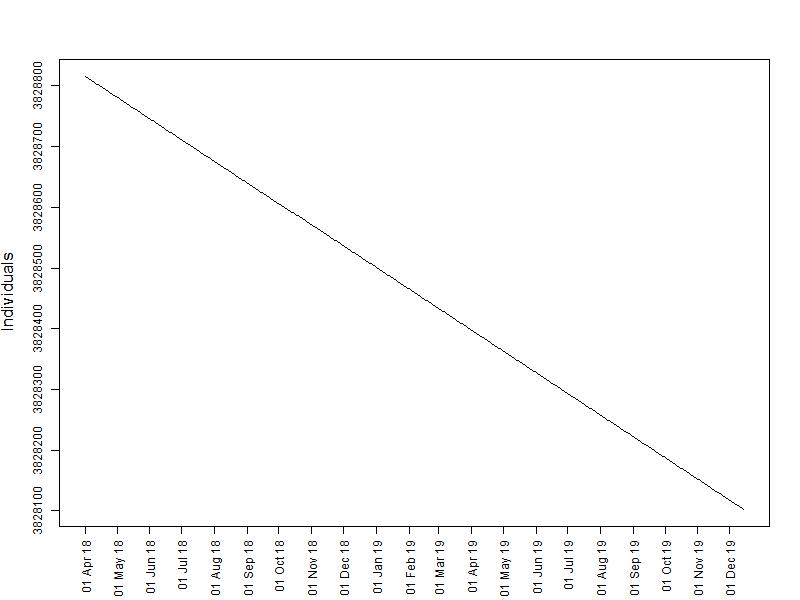 Individuals
3828800
3828700
3828600
3828500
3828400
3828300
3828200
3828100
01 Apr 18
01 May 18
01 Jun 18
01 Jul 18
01 Aug 18
01 Sep 18
01 Oct 18
01 Nov 18
01 Dec 18
01 Jan 19
01 Feb 19
01 Mar 19
01 Apr 19
01 May 19
01 Jun 19
01 Jul 19
01 Aug 19
01 Sep 19
01 Oct 19
01 Nov 19
01 Dec 19